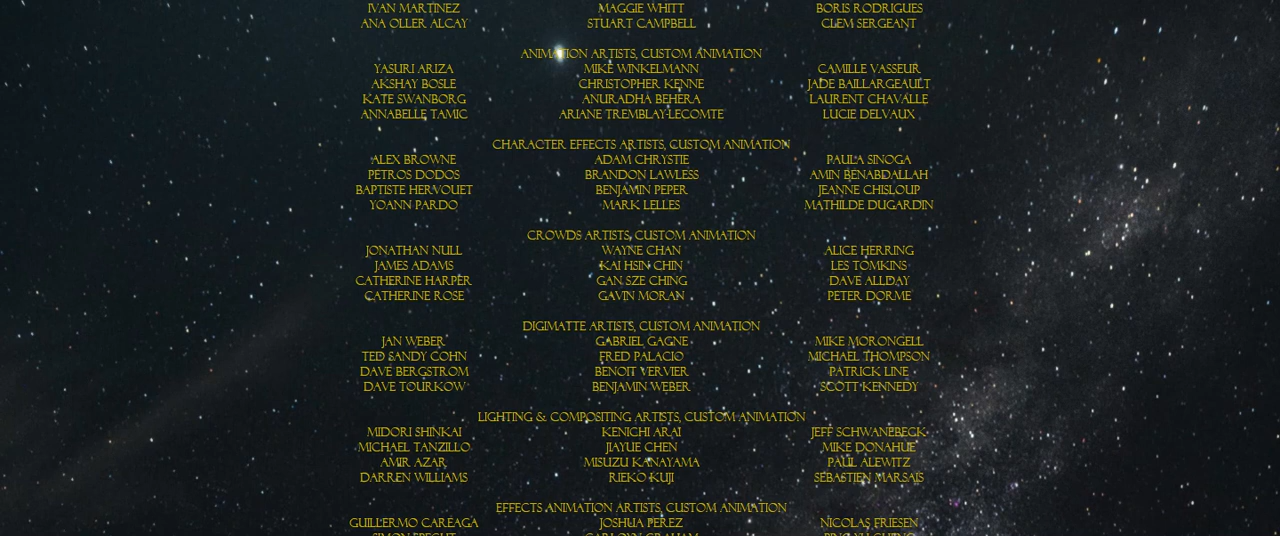 IVAN MARTINEZ MAGGIE WHITT BORIS RODRIGUES
ANA OLLER ALCAY STUART CAMPBELL CLEM SERGEANT
ANIMATION ARTISTS, CUSTOM ANIMATION
YASURI ARIZA MIKE WINKELMANN CAMILLE VASSEUR
AKSHAY BOSLE CHRISTOPHER KENNE JADE BAILLARGEAULT
KATE SWANBORG ANURADHA BEHERA LAURENT CHAVALLE
ANNABELLE TAMIC ARIANE TREMBLAY-LECOMTE LUCIE DELVAUX
CHARACTER EFFECTS ARTISTS, CUSTOM ANIMATION
ALEX BROWNE ADAM CHRYSTIE PAULA SINOGA
PETROS DODOS BRANDON LAWLESS AMIN BENABDALLAH
BAPTISTE HERVOUET BENJAMIN PEPER JEANNE CHISLOUP
YOANN PARDO MARK LELLES MATHILDE DUGARDIN
CROWDS ARTISTS, CUSTOM ANIMATION
JONATHAN NULL WAYNE CHAN ALICE HERRING
JAMES ADAMS KAI HSIN CHIN LES TOMKINS
CATHERINE HARPER GAN SZE CHING DAVE ALLDAY
CATHERINE ROSE GAVIN MORAN PETER DORME
DIGIMATTE ARTISTS, CUSTOM ANIMATION
JAN WEBER GABRIEL GAGNE MIKE MORONGELL
TED SANDY COHN FRED PALACIO MICHAEL THOMPSON
DAVE BERGSTROM BENOIT VERVIER PATRICK LINE
DAVE TOURKOW BENJAMIN WEBER SCOTT KENNEDY
LIGHTING & COMPOSITING ARTISTS, CUSTOM ANIMATION
MIDORI SHINKAI KENICHI ARAI JEFF SCHWANEBECK
MICHAEL TANZILLO JIAYUE CHEN MIKE DONAHUE
AMIR AZAR MISUZU KANAYAMA PAUL ALEWITZ
DARREN WILLIAMS RIEKO KUJI SEBASTIEN MARSAIS
EFFECTS ANIMATION ARTISTS, CUSTOM ANIMATION
GUILLERMO CAREAGA JOSHUA PEREZ NICOLAS FRIESEN